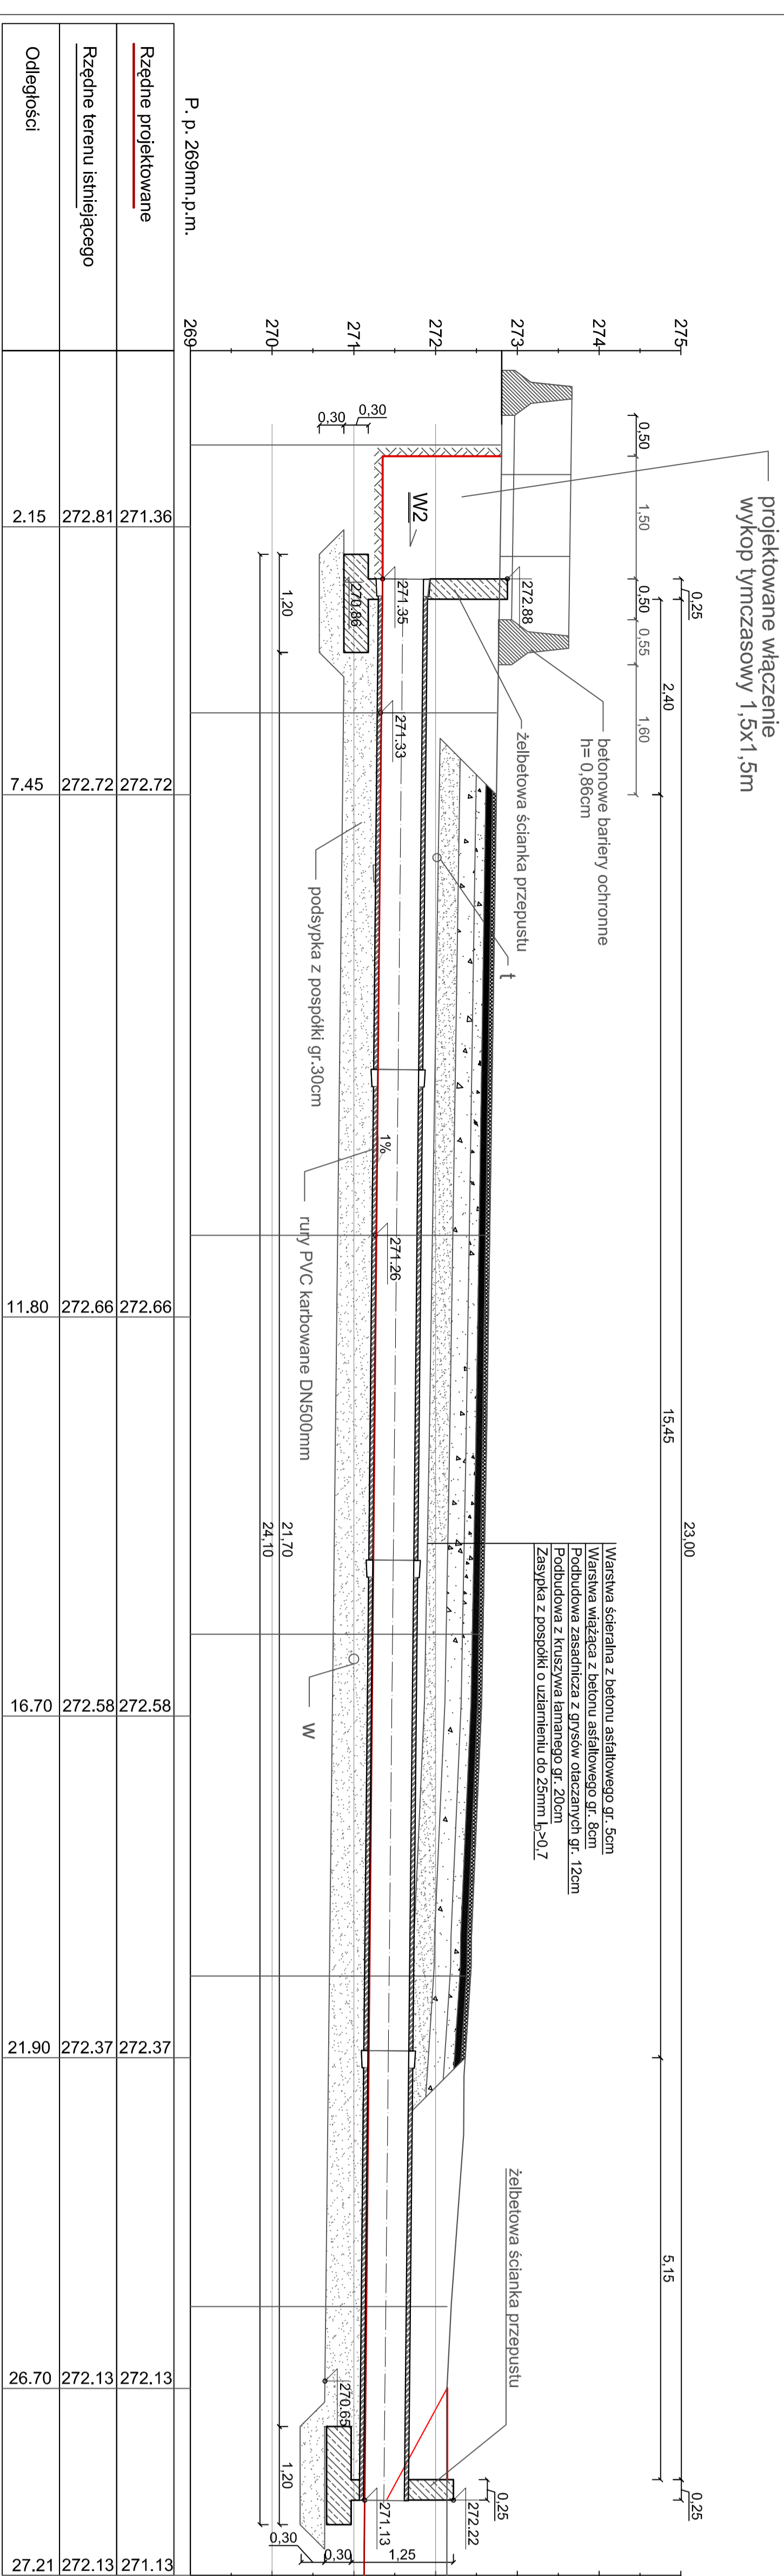 projektowane włączenie
wykop tymczasowy 1,5x1,5m
betonowe bariery ochronne
h= 0,86cm
żelbetowa ścianka przepustu
t
275
274
273
272
271
270
269
0,50
1,50
0,50
0,55
1,60
0,25
2,40
15,45
23,00
5,15
0,25
W2
272.88
271.35
270.86
271.33
271.26
1%
0,30
0,30
1,20
podsypka z pospółki gr.30cm
rury PVC karbowane DN500mm
Warstwa ścieralna z betonu asfaltowego gr. 5cm
Warstwa wiążąca z betonu asfaltowego gr. 8cm
Podbudowa zasadnicza z grysów otaczanych gr. 12cm
Podbudowa z kruszywa łamanego gr. 20cm
Zasypka z pospółki o uziarnieniu do 25mm ID>0,7
W
21,70
24,10
żelbetowa ścianka przepustu
0,25
272.22
271.13
270.65
1,20
0,30
0,30
1,25
P. p. 269mn.p.m.
Rzędne projektowane
271.36 272.72 272.66 272.58 272.37 272.13 271.13
Rzędne terenu istniejącego
272.81 272.72 272.66 272.58 272.37 272.13 272.13
Odległości
2.15 7.45 11.80 16.70 21.90 26.70 27.21